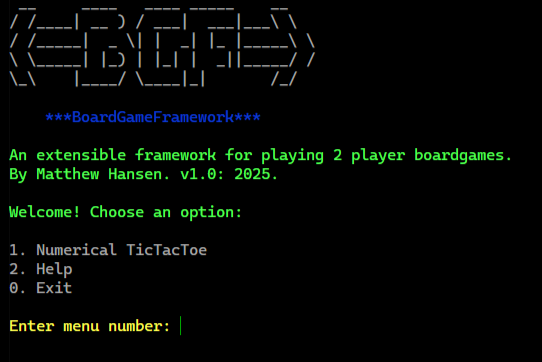 <=BGF=>
***BoardGameFramework***
An extensible framework for playing 2 player boardgames.
By Matthew Hansen. v1.0: 2025.
Welcome! Choose an option:
1. Numerical TicTacToe
2. Help
0. Exit
Enter menu number: